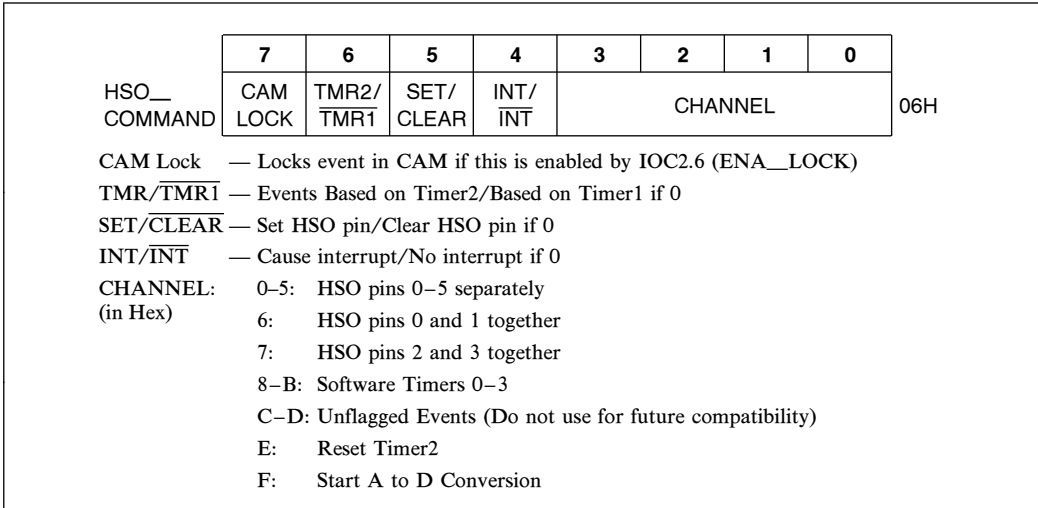 7 6 5 4 3 2 1 0
HSO__ CAM TMR2/ SET/ INT/ CHANNEL 06H
COMMAND LOCK TMR1 CLEAR INT
CAM Lock — Locks event in CAM if this is enabled by IOC2.6 (ENA__LOCK)
TMR/TMR1 — Events Based on Timer2/Based on Timer1 if 0
SET/CLEAR — Set HSO pin/Clear HSO pin if 0
INT/INT — Cause interrupt/No interrupt if 0
CHANNEL: 0–5: HSO pins 0–5 separately
(in Hex) 6: HSO pins 0 and 1 together
7: HSO pins 2 and 3 together
8–B: Software Timers 0–3
C–D: Unflagged Events (Do not use for future compatibility)
E: Reset Timer2
F: Start A to D Conversion